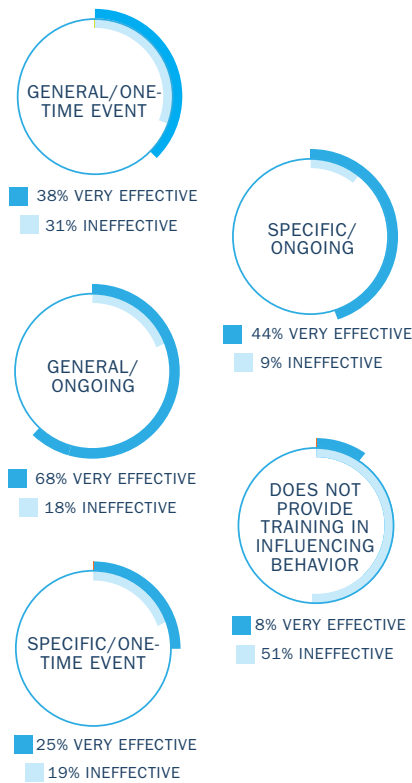 GENERAL/ONE-
TIME EVENT
38% VERY EFFECTIVE
31% INEFFECTIVE
SPECIFIC/
ONGOING
44% VERY EFFECTIVE
9% INEFFECTIVE
GENERAL/
ONGOING
68% VERY EFFECTIVE
18% INEFFECTIVE
DOES NOT
PROVIDE
TRAINING IN
INFLUENCING
BEHAVIOR
8% VERY EFFECTIVE
51% INEFFECTIVE
SPECIFIC/ONE-
TIME EVENT
25% VERY EFFECTIVE
19% INEFFECTIVE